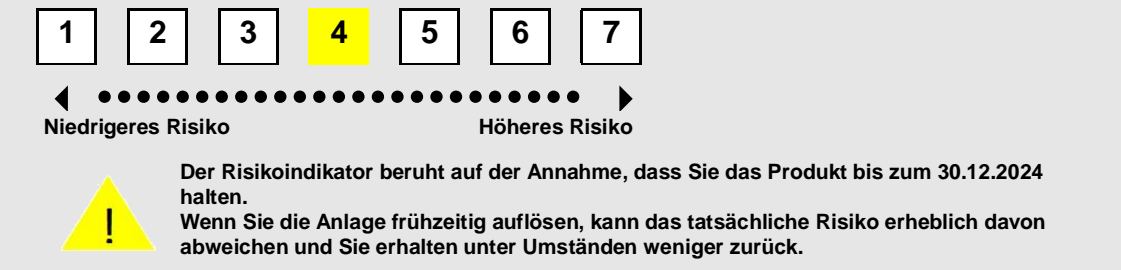 1 2 3 4 5 6 7
Niedrigeres Risiko Höheres Risiko
Der Risikoindikator beruht auf der Annahme, dass Sie das Produkt bis zum 30.12.2024
halten.
Wenn Sie die Anlage frühzeitig auflösen, kann das tatsächliche Risiko erheblich davon
abweichen und Sie erhalten unter Umständen weniger zurück.
!